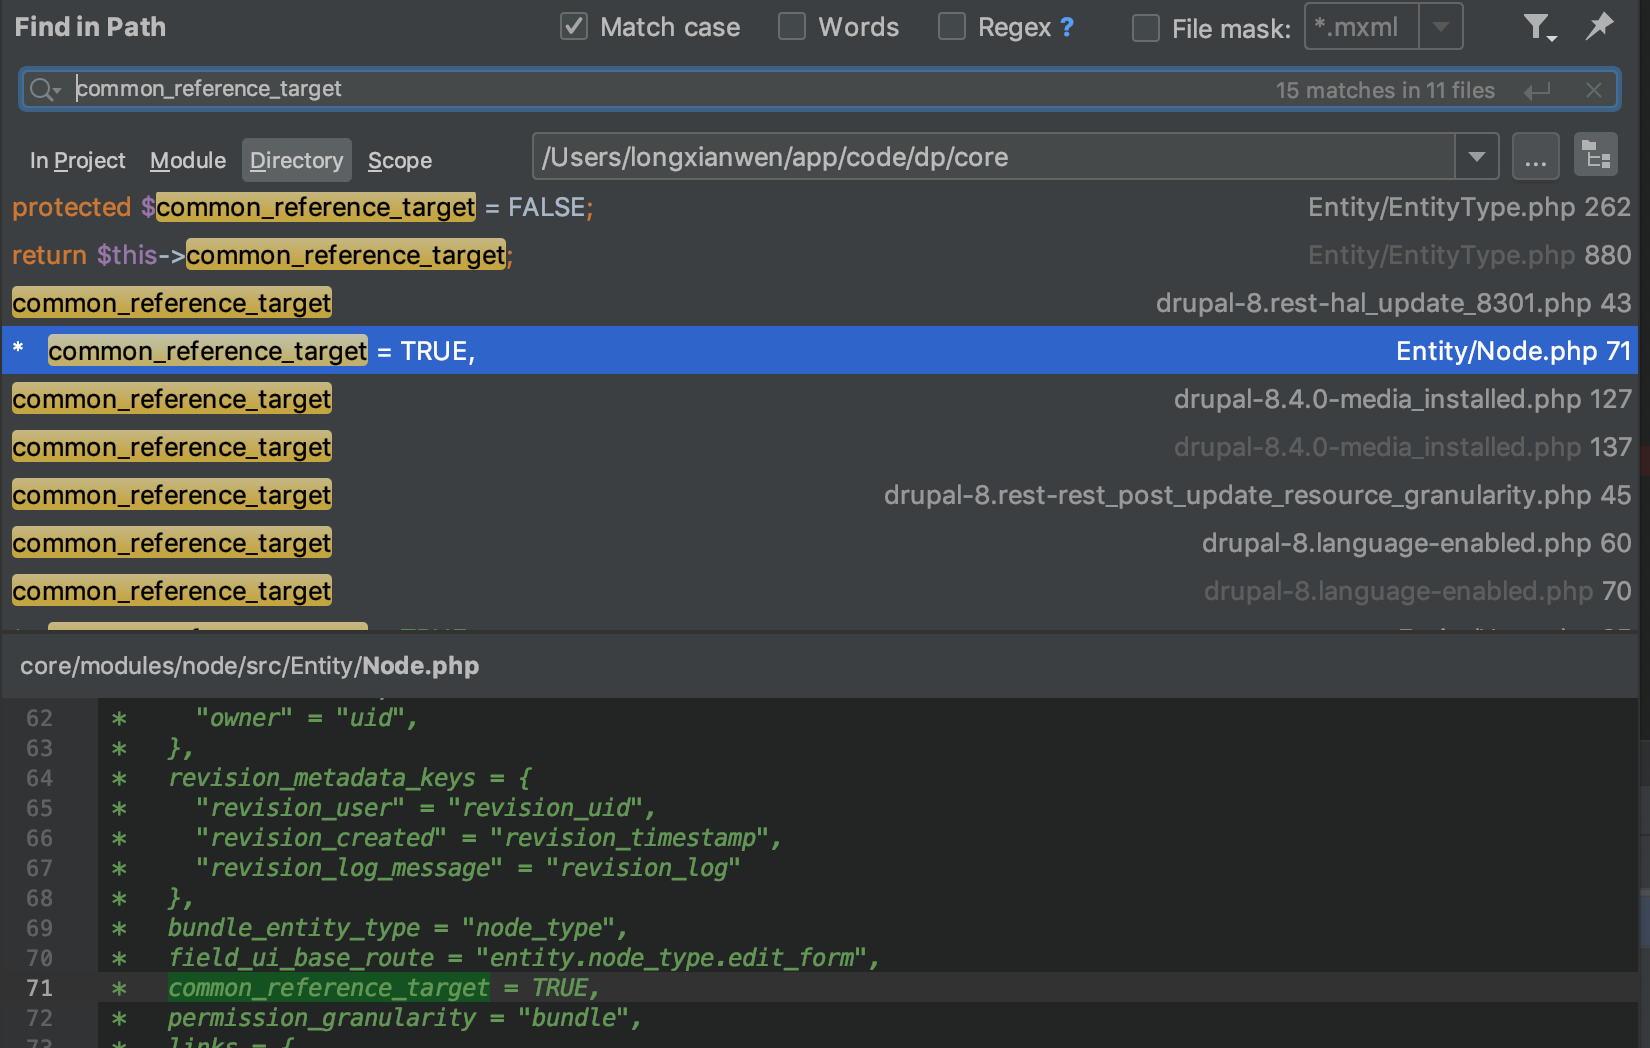 Find in Path
Match case
Words
Regex ?
File mask:
*.mxml
common_reference_target
15 matches in 11 files
In Project
Module
Directory
Scope
/Users/longxianwen/app/code/dp/core
...
protected $common_reference_target = FALSE; Entity/EntityType.php 262
return $this->common_reference_target; Entity/EntityType.php 880
common_reference_target drupal-8.rest-hal_update_8301.php 43
* common_reference_target = TRUE, Entity/Node.php 71
common_reference_target drupal-8.4.0-media_installed.php 127
common_reference_target drupal-8.4.0-media_installed.php 137
common_reference_target drupal-8.rest-rest_post_update_resource_granularity.php 45
common_reference_target drupal-8.language-enabled.php 60
common_reference_target drupal-8.language-enabled.php 70
core/modules/node/src/Entity/Node.php
62 * "owner" = "uid",
63 * },
64 * revision_metadata_keys = {
65 * "revision_user" = "revision_uid",
66 * "revision_created" = "revision_timestamp",
67 * "revision_log_message" = "revision_log"
68 * },
69 * bundle_entity_type = "node_type",
70 * field_ui_base_route = "entity.node_type.edit_form",
71 * common_reference_target = TRUE,
72 * permission_granularity = "bundle",
73 * links = {